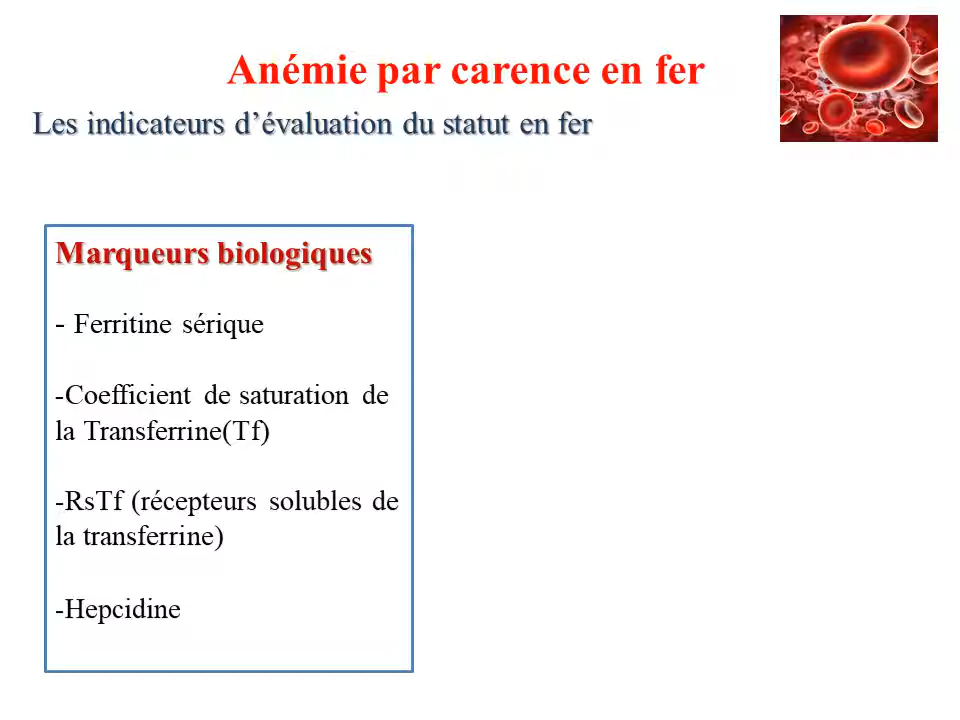 Anémie par carence en fer
Les indicateurs d’évaluation du statut en fer
Marqueurs biologiques
- Ferritine sérique
-Coefficient de saturation de
la Transferrine(Tf)
-RsTf (récepteurs solubles de
la transferrine)
-Hepcidine